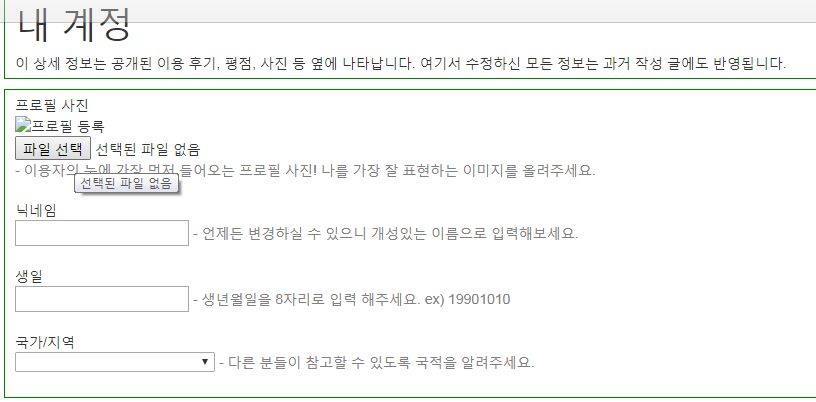 내 계정
이 상세 정보는 공개된 이용 후기, 평점, 사진 등 옆에 나타납니다. 여기서 수정하신 모든 정보는 과거 작성 글에도 반영됩니다.
프로필 사진
프로필 등록
파일 선택 선택된 파일 없음
- 이용자의 눈에 가장 먼저 들어오는 프로필 사진! 나를 가장 잘 표현하는 이미지를 올려주세요.
선택된 파일 없음
닉네임
- 언제든 변경하실 수 있으니 개성있는 이름으로 입력해보세요.
생일
- 생년월일을 8자리로 입력 해주세요. ex) 19901010
국가/지역
- 다른 분들이 참고할 수 있도록 국적을 알려주세요.